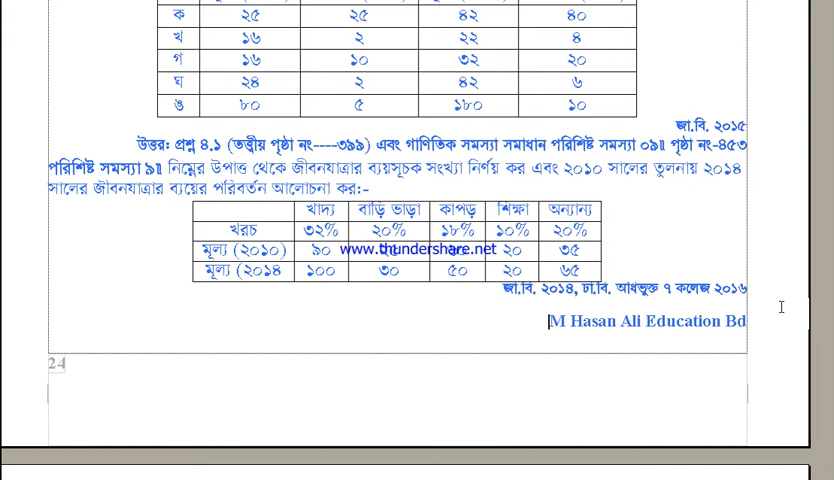 ক ২৫ ২৫ ৪২ ৪০
খ ১৬ ২ ২২ ৪
গ ১৬ ১০ ৩২ ২০
ঘ ২৪ ২ ৪২ ৬
ঙ ৮০ ৫ ১৮০ ১০
জা.বি. ২০১৫
উত্তর: প্রশ্ন ৪.১ (তত্ত্বীয় পৃষ্ঠা নং----৩৯৯) এবং গাণিতিক সমস্যা সমাধান পরিশিষ্ট সমস্যা ০৯॥ পৃষ্ঠা নং-৪৫৩
পরিশিষ্ট সমস্যা ৯॥ নিম্নের উপাত্ত থেকে জীবনযাত্রার ব্যয়সূচক সংখ্যা নির্ণয় কর এবং ২০১০ সালের তুলনায় ২০১৪
সালের জীবনযাত্রার ব্যয়ের পরিবর্তন আলোচনা কর:-
খাদ্য বাড়ি ভাড়া কাপড় শিক্ষা অন্যান্য
খরচ ৩২% ২০% ১৮% ১০% ২০%
মূল্য (২০১০) ৯০ www.thundershare.net ২০ ৩৫
মূল্য (২০১৪ ১০০ ৩০ ৫০ ২০ ৬৫
জা.বি. ২০১৪, ঢা.বি. অধিভুক্ত ৭ কলেজ ২০১৬
M Hasan Ali Education Bd
24